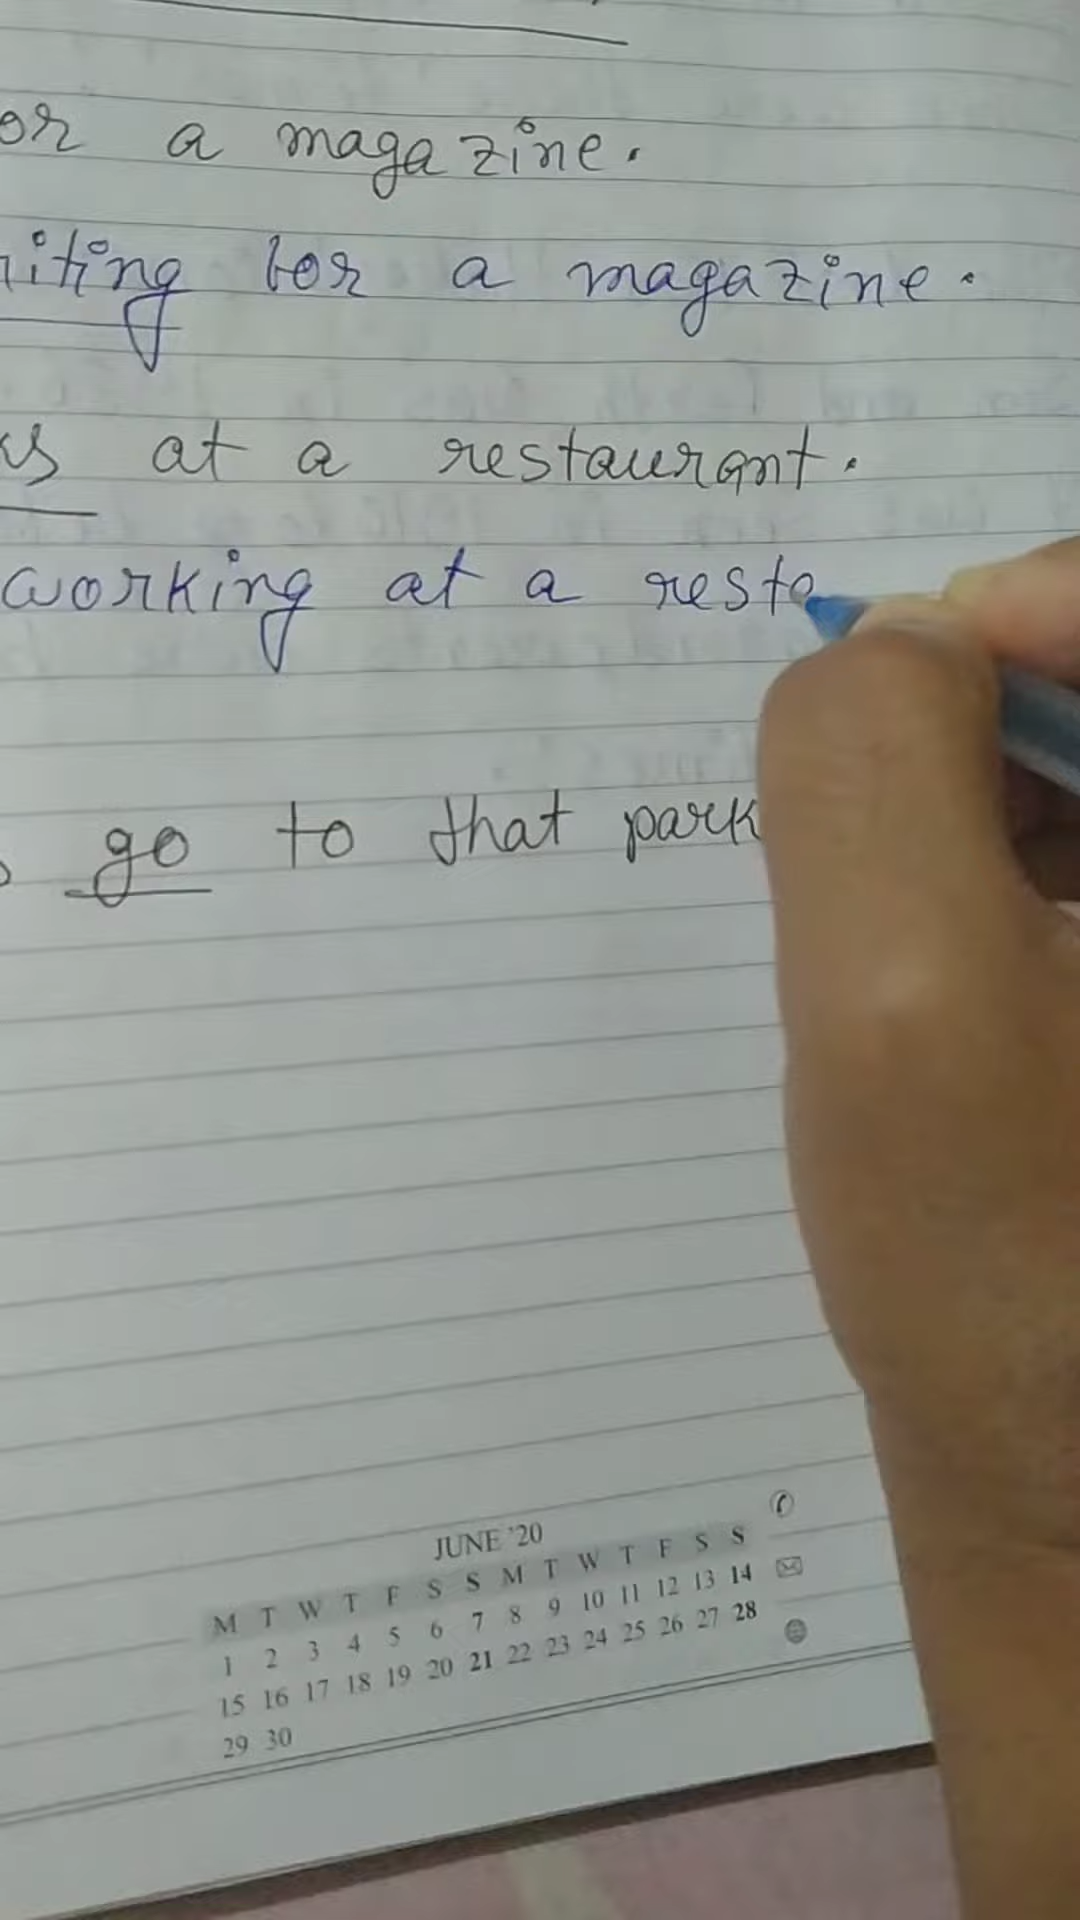 or a magazine.
iting for a magazine.
at a restaurant.
working at a resta
go to that park
JUNE '20
M T W T F S S M T W T F S S
1 2 3 4 5 6 7 8 9 10 11 12 13 14
15 16 17 18 19 20 21 22 23 24 25 26 27 28
29 30